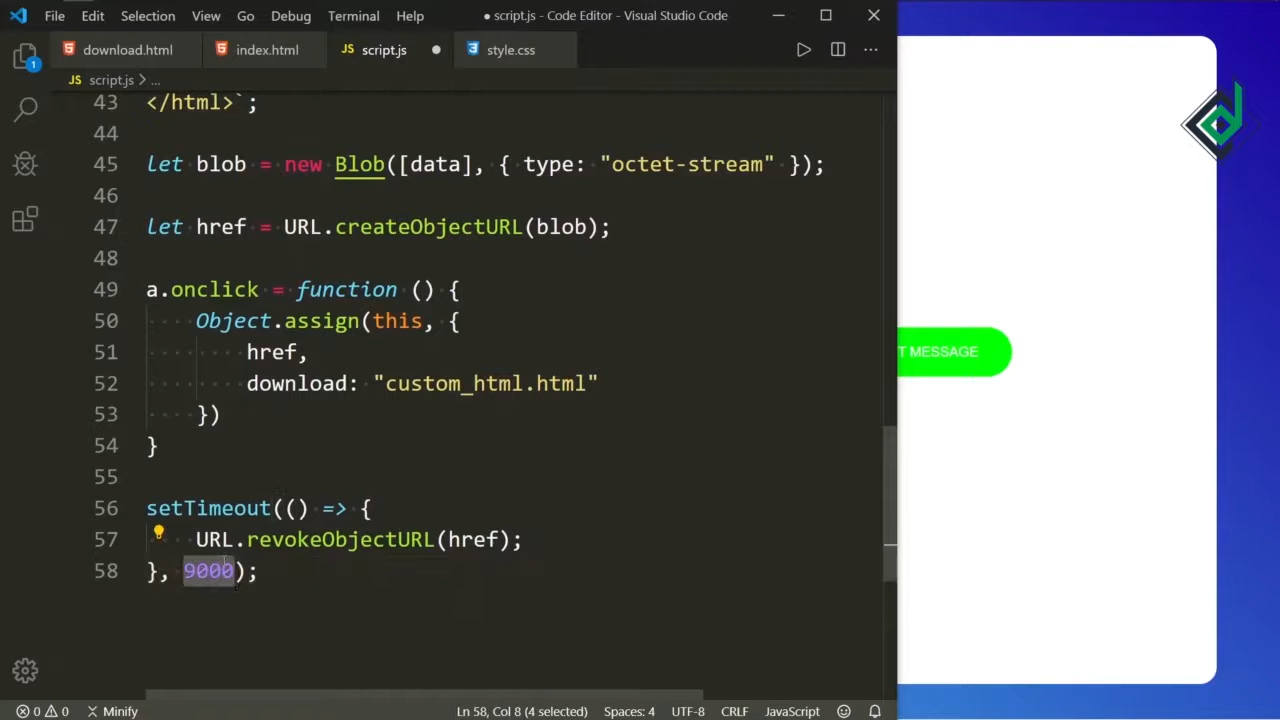 File Edit Selection View Go Debug Terminal Help ● script.js - Code Editor - Visual Studio Code
download.html index.html JS script.js ● style.css
JS script.js > ...
43 </html>`;
44
45 let blob = new Blob([data], { type: "octet-stream" });
46
47 let href = URL.createObjectURL(blob);
48
49 a.onclick = function () {
50 Object.assign(this, {
51 href,
52 download: "custom_html.html"
53 })
54 }
55
56 setTimeout(() => {
57 URL.revokeObjectURL(href);
58 }, 9000);
1
T MESSAGE
0 0 Minify Ln 58, Col 8 (4 selected) Spaces: 4 UTF-8 CRLF JavaScript